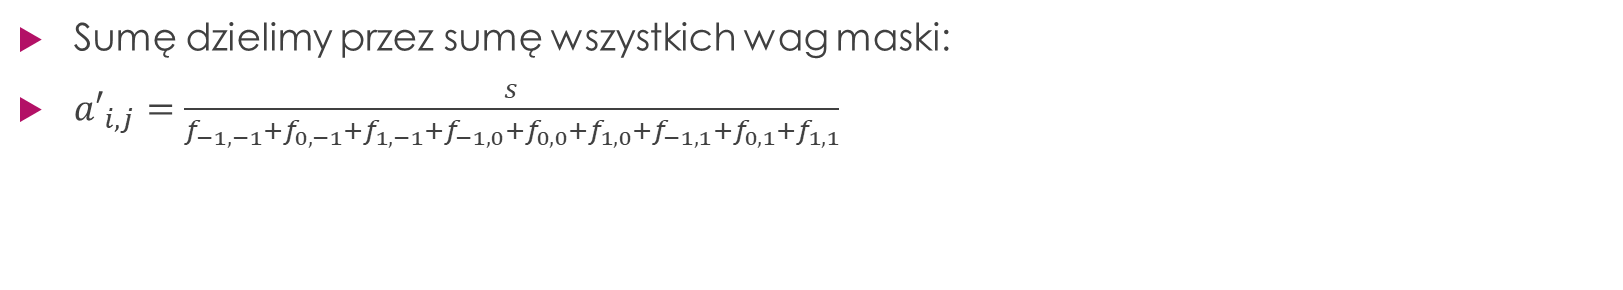 Sumę dzielimy przez sumę wszystkich wag maski:
a'_{i,j} = \frac{s}{f_{-1,-1}+f_{0,-1}+f_{1,-1}+f_{-1,0}+f_{0,0}+f_{1,0}+f_{-1,1}+f_{0,1}+f_{1,1}}